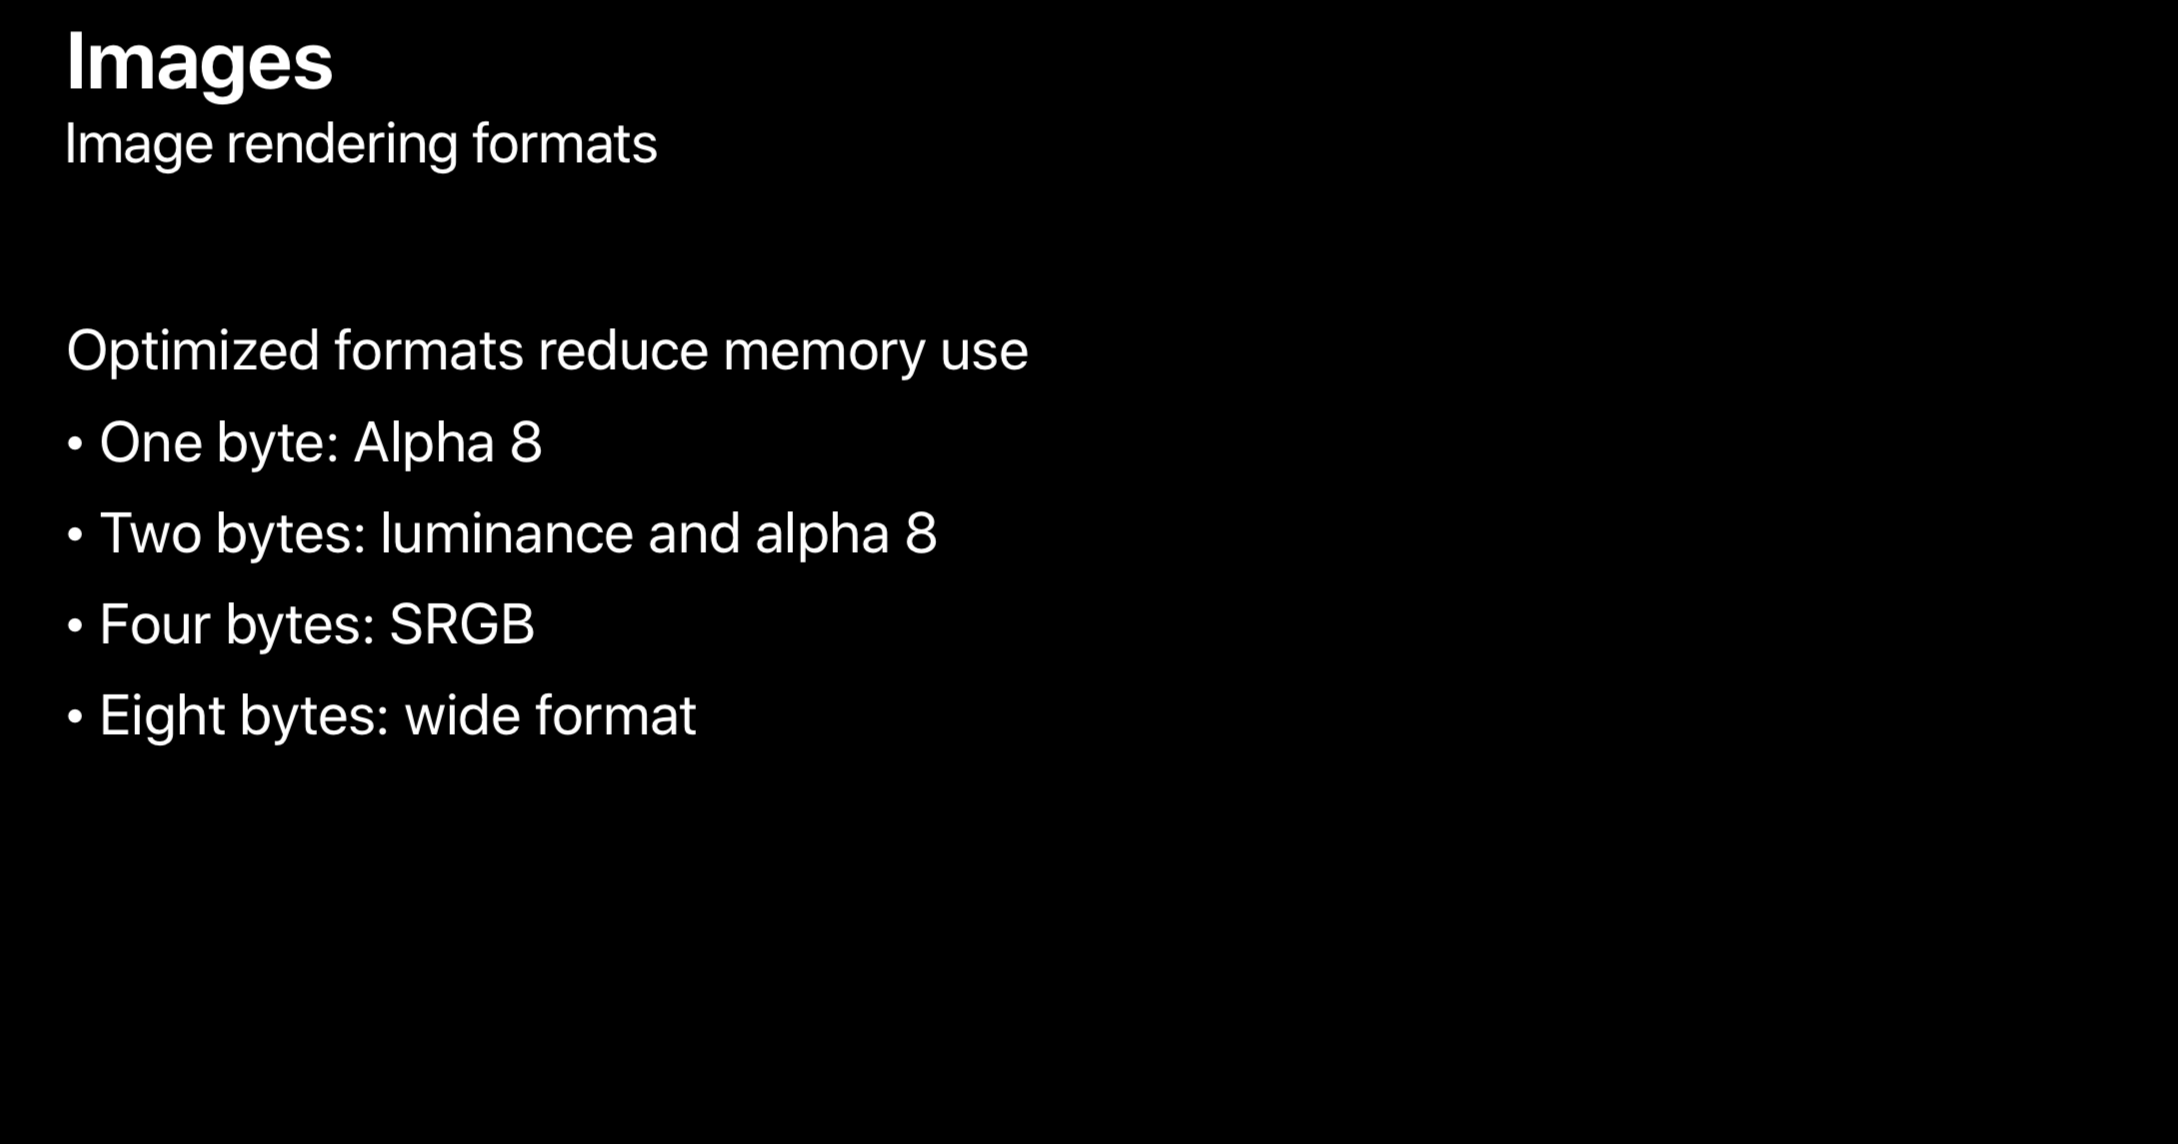 Images
Image rendering formats
Optimized formats reduce memory use
• One byte: Alpha 8
• Two bytes: luminance and alpha 8
• Four bytes: SRGB
• Eight bytes: wide format